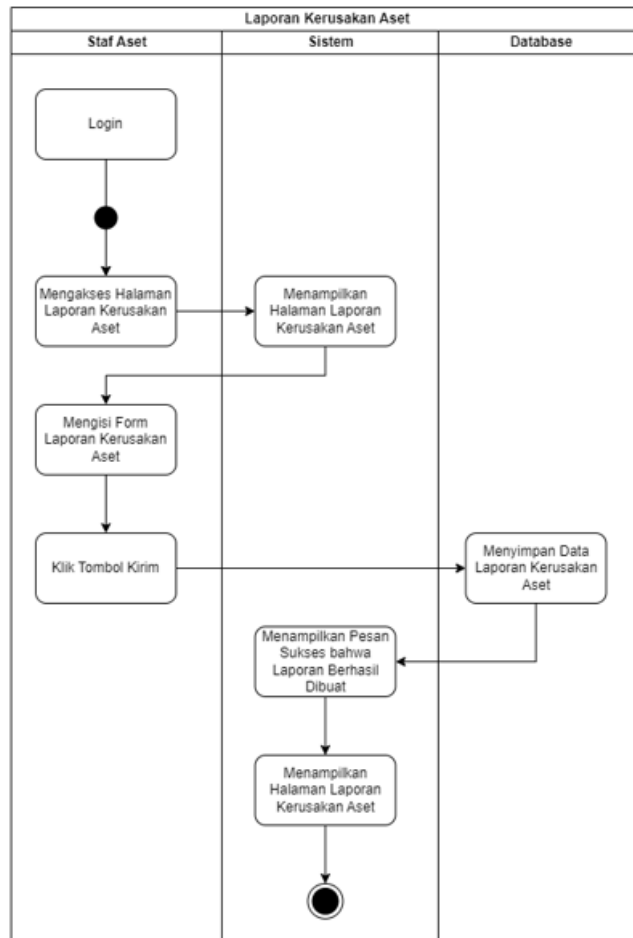 Laporan Kerusakan Aset
Staf Aset
Sistem
Database
Login
Mengakses Halaman
Laporan Kerusakan
Aset
Menampilkan
Halaman Laporan
Kerusakan Aset
Mengisi Form
Laporan Kerusakan
Aset
Klik Tombol Kirim
Menyimpan Data
Laporan Kerusakan
Aset
Menampilkan Pesan
Sukses bahwa
Laporan Berhasil
Dibuat
Menampilkan
Halaman Laporan
Kerusakan Aset